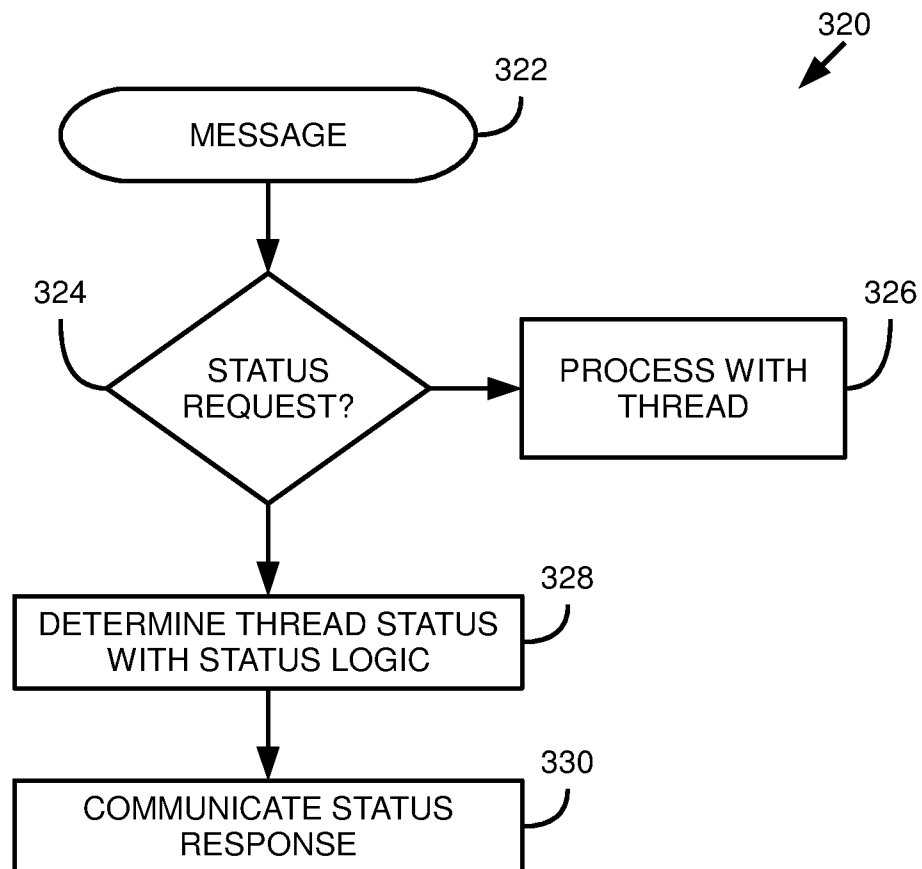 320
322
MESSAGE
324
STATUS
REQUEST?
326
PROCESS WITH
THREAD
328
DETERMINE THREAD STATUS
WITH STATUS LOGIC
330
COMMUNICATE STATUS
RESPONSE